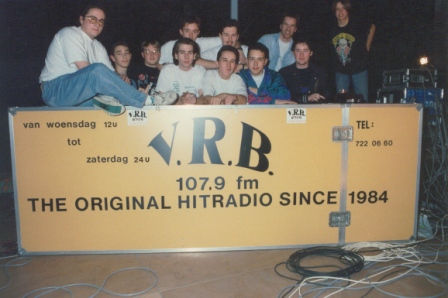 van woensdag 12U
tot
zaterdag 24U
V.R.B.
TEL:
722 06 60
107.9 fm
THE ORIGINAL HITRADIO SINCE 1984
V.R.B.
V.R.B.